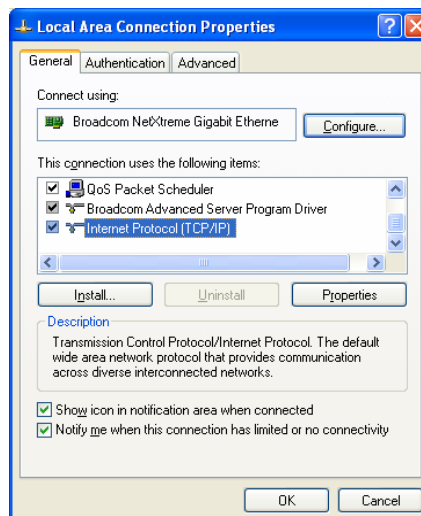 Local Area Connection Properties
General Authentication Advanced
Connect using:
Broadcom NetXtreme Gigabit Etherne
Configure...
This connection uses the following items:
QoS Packet Scheduler
Broadcom Advanced Server Program Driver
Internet Protocol (TCP/IP)
Install... Uninstall Properties
Description
Transmission Control Protocol/Internet Protocol. The default
wide area network protocol that provides communication
across diverse interconnected networks.
Show icon in notification area when connected
Notify me when this connection has limited or no connectivity
OK Cancel